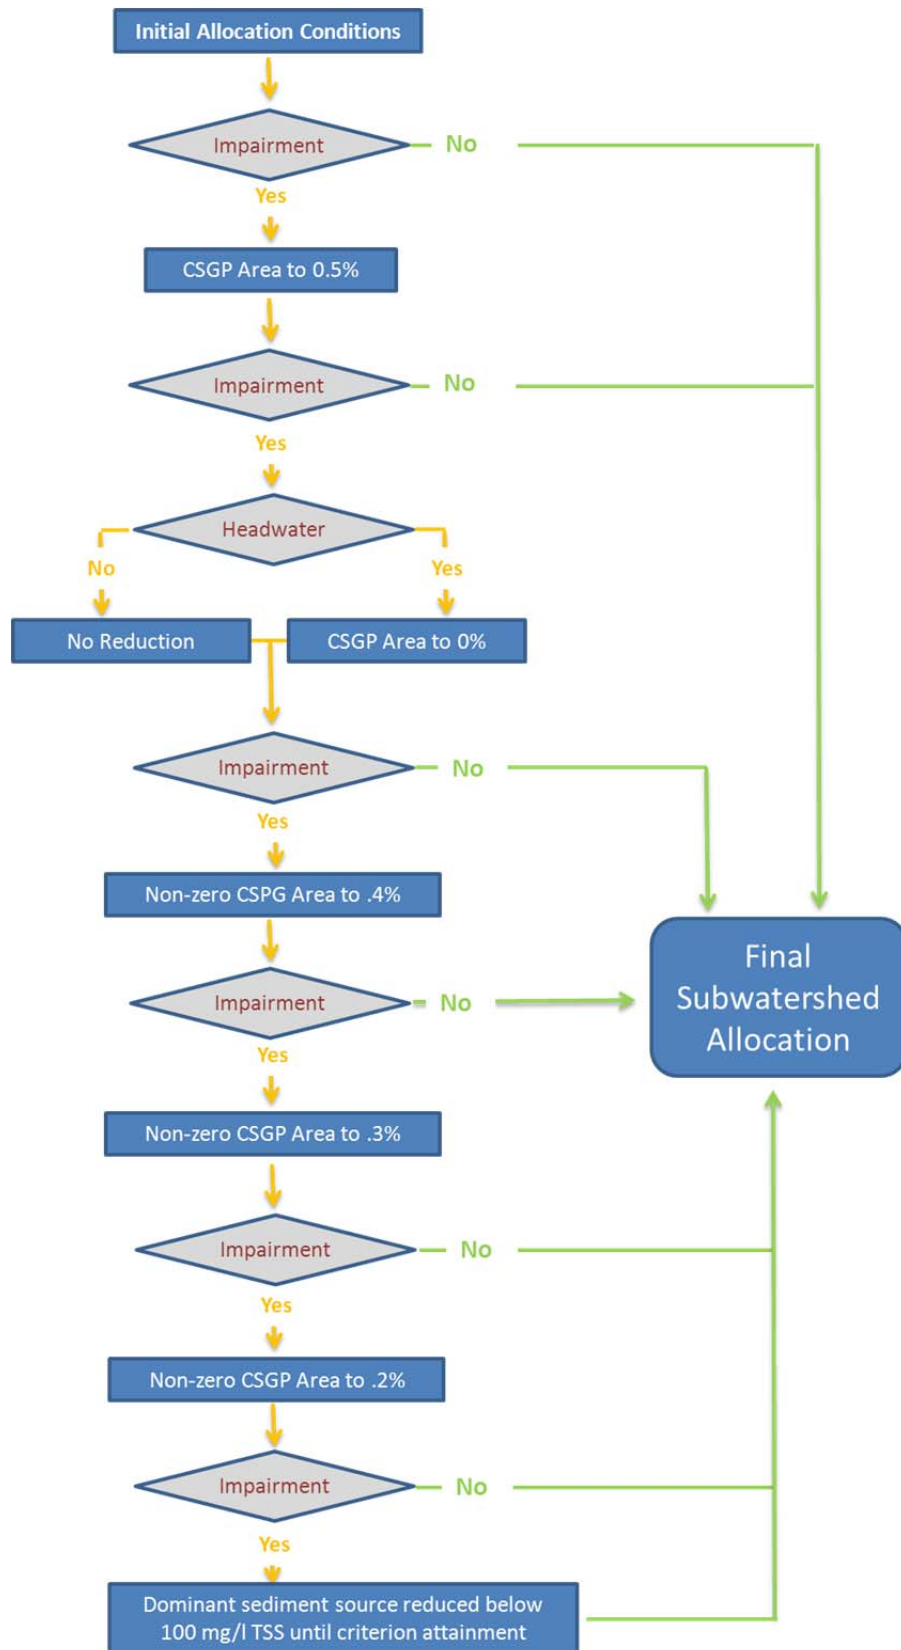 Initial Allocation Conditions
Impairment
No
Yes
CSGP Area to 0.5%
Impairment
No
Yes
Headwater
No
Yes
No Reduction
CSGP Area to 0%
Impairment
No
Yes
Non-zero CSPG Area to .4%
Final
Subwatershed
Allocation
Impairment
No
Yes
Non-zero CSGP Area to .3%
Impairment
No
Yes
Non-zero CSGP Area to .2%
Impairment
No
Yes
Dominant sediment source reduced below
100 mg/l TSS until criterion attainment